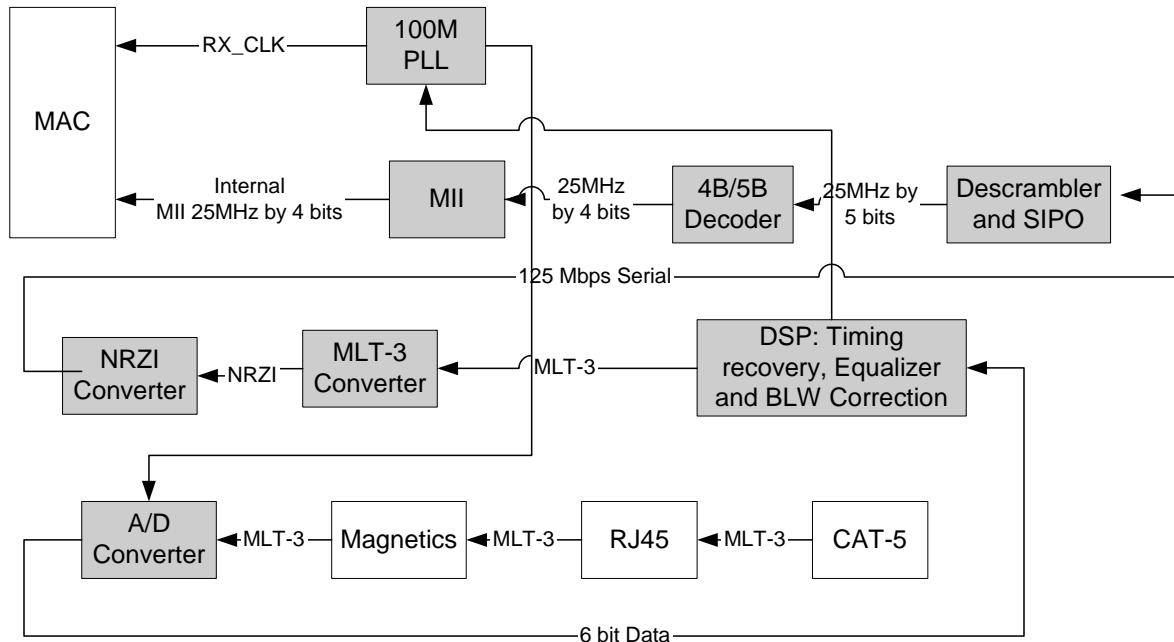 100M
PLL
RX_CLK
MAC
Internal
MII 25MHz by 4 bits
MII
25MHz
by 4 bits
4B/5B
Decoder
25MHz by
5 bits
Descrambler
and SIPO
125 Mbps Serial
NRZI
Converter
NRZI
MLT-3
Converter
MLT-3
DSP: Timing
recovery, Equalizer
and BLW Correction
A/D
Converter
MLT-3
Magnetics
MLT-3
RJ45
MLT-3
CAT-5
6 bit Data